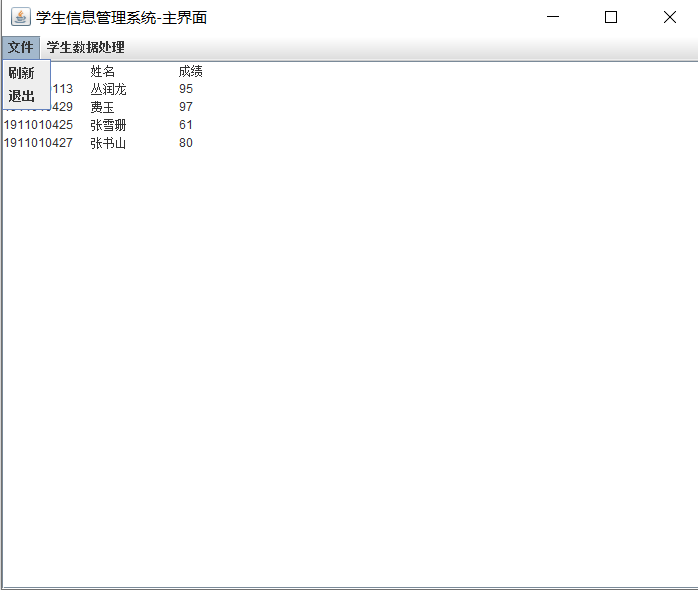 学生信息管理系统-主界面
文件 学生数据处理
刷新 姓名 成绩
113 丛润龙 95
退出
429 费玉 97
1911010425 张雪珊 61
1911010427 张书山 80